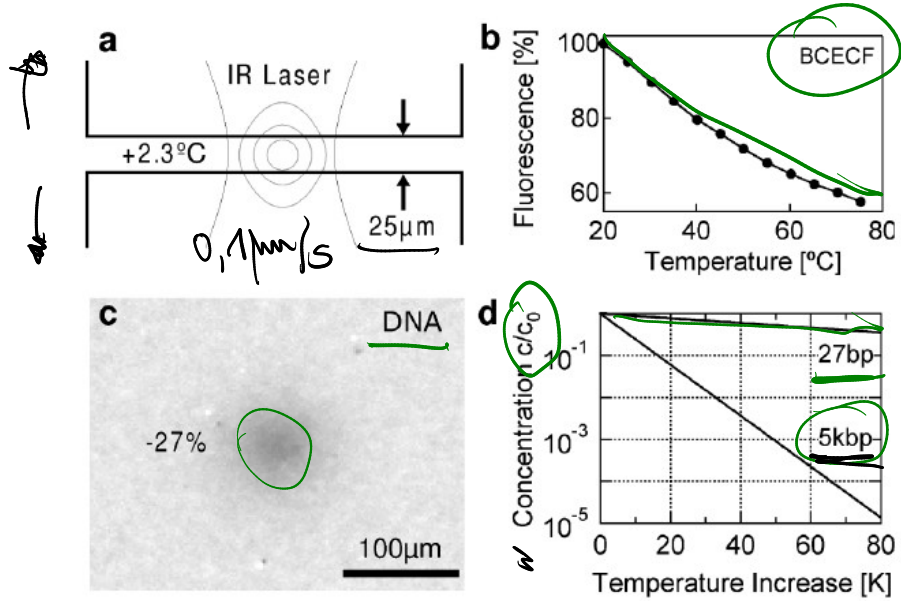 a
IR Laser
+2.3ºC
25µm
0,1µm/s
b
Fluorescence [%]
100
80
60
BCECF
20
40
60
80
Temperature [ºC]
c
DNA
-27%
100µm
d
Concentration c/c0
10-1
10-3
10-5
27bp
5kbp
0
20
40
60
80
Temperature Increase [K]